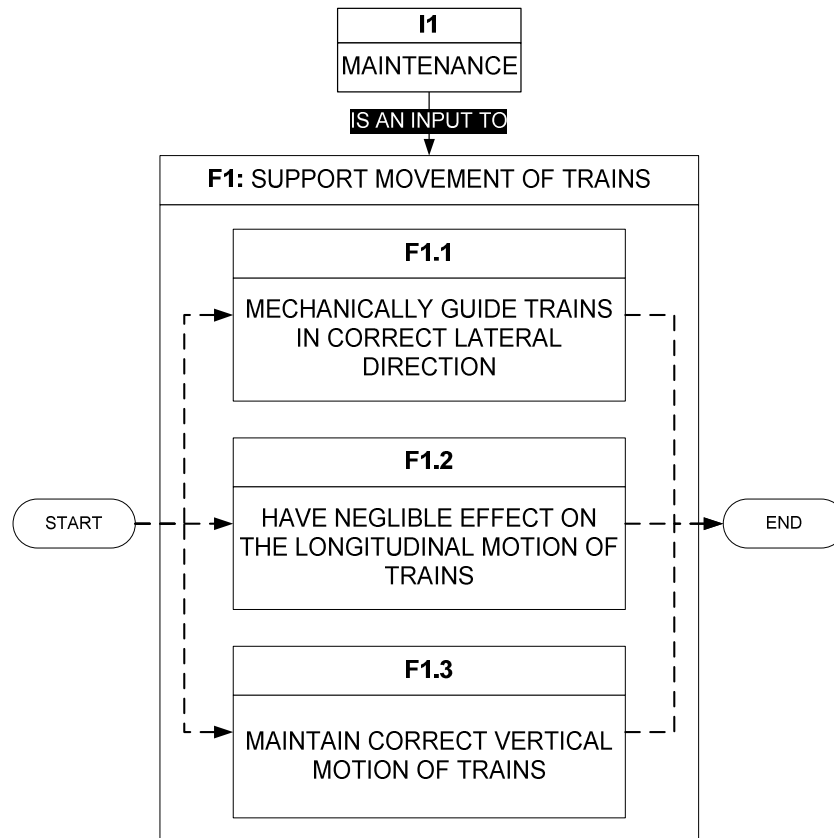 I1
MAINTENANCE
IS AN INPUT TO
F1: SUPPORT MOVEMENT OF TRAINS
F1.1
MECHANICALLY GUIDE TRAINS
IN CORRECT LATERAL
DIRECTION
F1.2
HAVE NEGLIBLE EFFECT ON
THE LONGITUDINAL MOTION OF
TRAINS
START
END
F1.3
MAINTAIN CORRECT VERTICAL
MOTION OF TRAINS